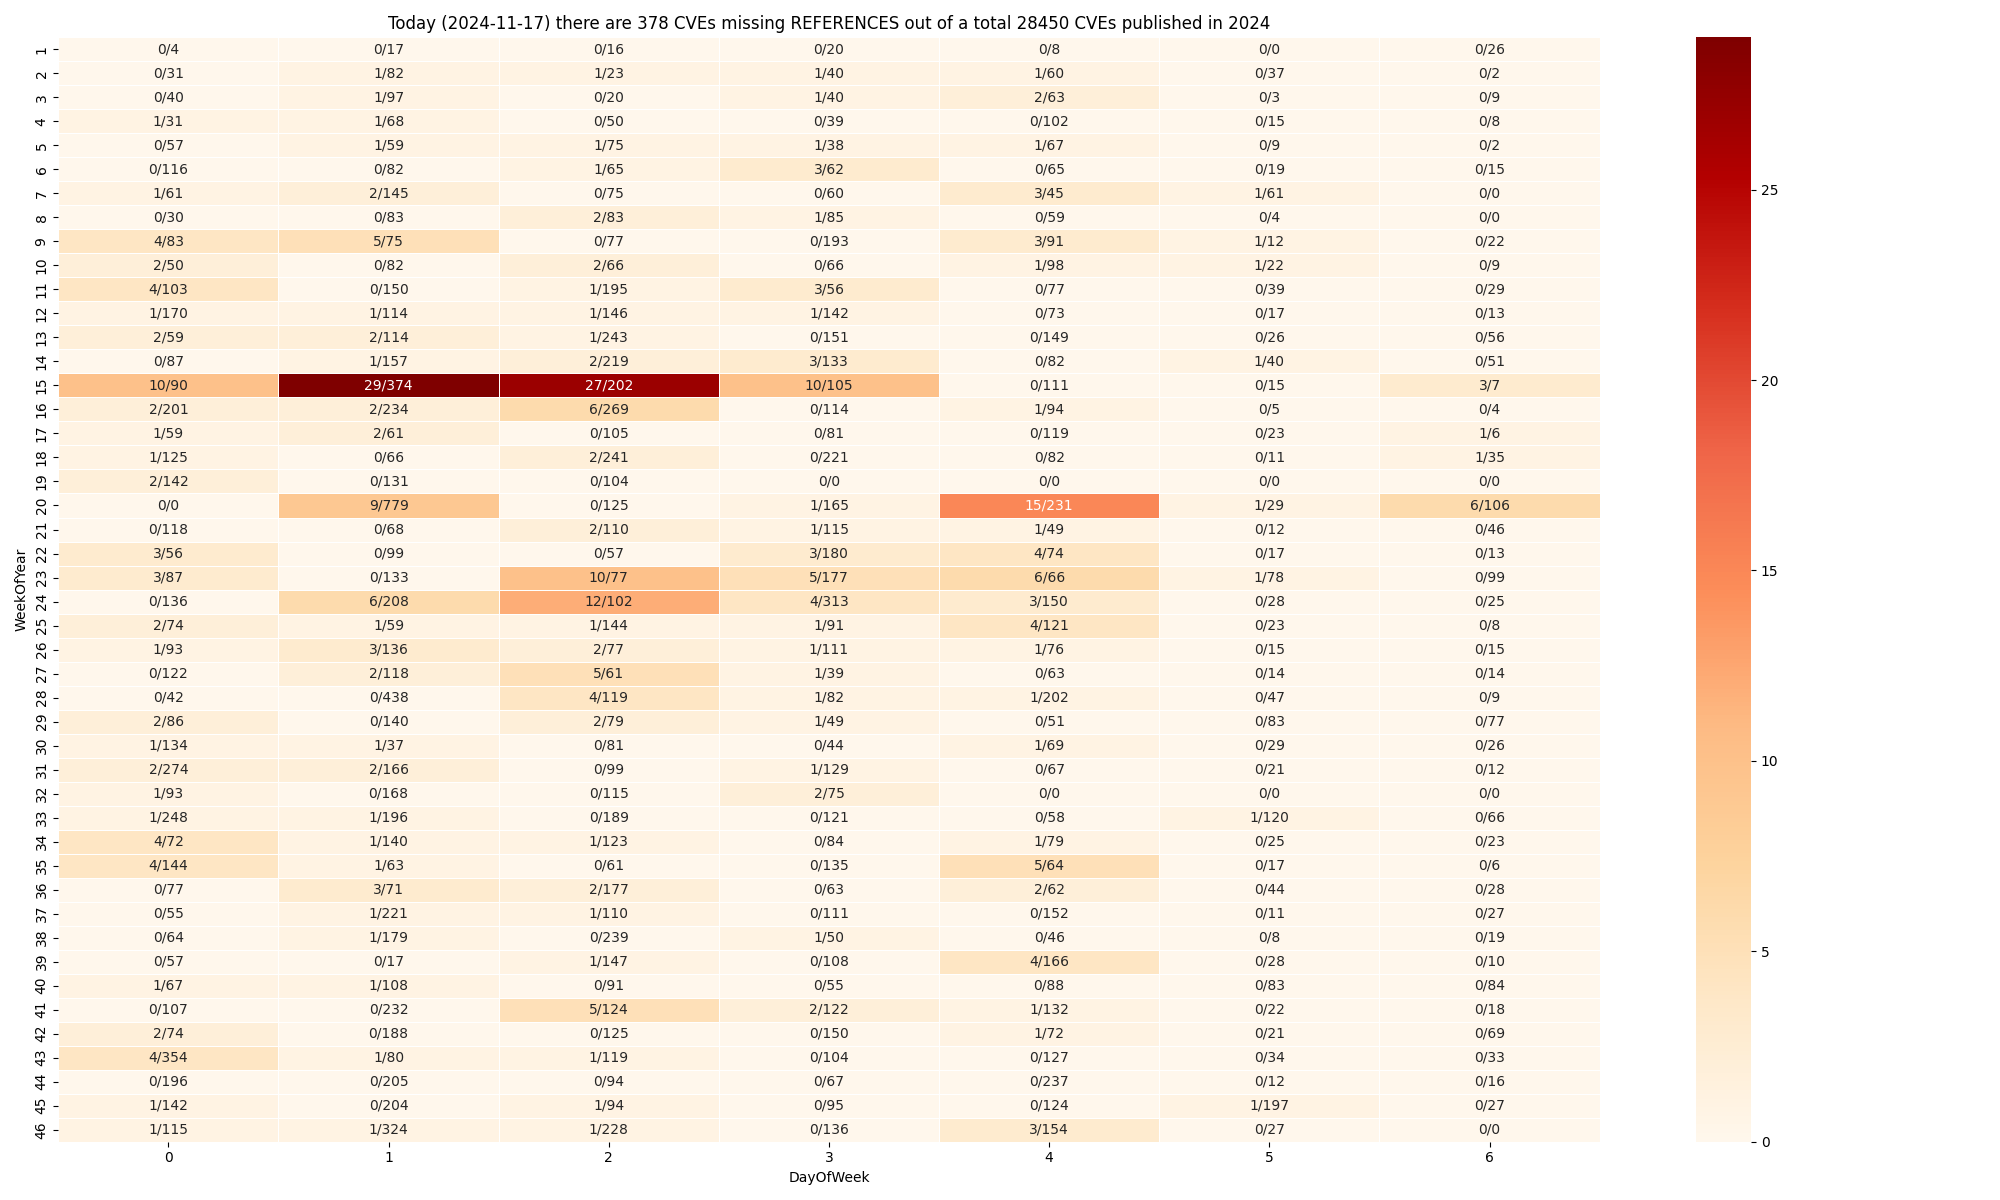 Today (2024-11-17) there are 378 CVEs missing REFERENCES out of a total 28450 CVEs published in 2024
1 0/4 0/17 0/16 0/20 0/8 0/0 0/26
2 0/31 1/82 1/23 1/40 1/60 0/37 0/2
3 0/40 1/97 0/20 1/40 2/63 0/3 0/9
4 1/31 1/68 0/50 0/39 0/102 0/15 0/8
5 0/57 1/59 1/75 1/38 1/67 0/9 0/2
6 0/116 0/82 1/65 3/62 0/65 0/19 0/15
7 1/61 2/145 0/75 0/60 3/45 1/61 0/0
8 0/30 0/83 2/83 1/85 0/59 0/4 0/0
9 4/83 5/75 0/77 0/193 3/91 1/12 0/22
10 2/50 0/82 2/66 0/66 1/98 1/22 0/9
11 4/103 0/150 1/195 3/56 0/77 0/39 0/29
12 1/170 1/114 1/146 1/142 0/73 0/17 0/13
13 2/59 2/114 1/243 0/151 0/149 0/26 0/56
14 0/87 1/157 2/219 3/133 0/82 1/40 0/51
15 10/90 29/374 27/202 10/105 0/111 0/15 3/7
16 2/201 2/234 6/269 0/114 1/94 0/5 0/4
17 1/59 2/61 0/105 0/81 0/119 0/23 1/6
18 1/125 0/66 2/241 0/221 0/82 0/11 1/35
19 2/142 0/131 0/104 0/0 0/0 0/0 0/0
20 0/0 9/779 0/125 1/165 15/231 1/29 6/106
21 0/118 0/68 2/110 1/115 1/49 0/12 0/46
22 3/56 0/99 0/57 3/180 4/74 0/17 0/13
23 3/87 0/133 10/77 5/177 6/66 1/78 0/99
24 0/136 6/208 12/102 4/313 3/150 0/28 0/25
25 2/74 1/59 1/144 1/91 4/121 0/23 0/8
26 1/93 3/136 2/77 1/111 1/76 0/15 0/15
27 0/122 2/118 5/61 1/39 0/63 0/14 0/14
28 0/42 0/438 4/119 1/82 1/202 0/47 0/9
29 2/86 0/140 2/79 1/49 0/51 0/83 0/77
30 1/134 1/37 0/81 0/44 1/69 0/29 0/26
31 2/274 2/166 0/99 1/129 0/67 0/21 0/12
32 1/93 0/168 0/115 2/75 0/0 0/0 0/0
33 1/248 1/196 0/189 0/121 0/58 1/120 0/66
34 4/72 1/140 1/123 0/84 1/79 0/25 0/23
35 4/144 1/63 0/61 0/135 5/64 0/17 0/6
36 0/77 3/71 2/177 0/63 2/62 0/44 0/28
37 0/55 1/221 1/110 0/111 0/152 0/11 0/27
38 0/64 1/179 0/239 1/50 0/46 0/8 0/19
39 0/57 0/17 1/147 0/108 4/166 0/28 0/10
40 1/67 1/108 0/91 0/55 0/88 0/83 0/84
41 0/107 0/232 5/124 2/122 1/132 0/22 0/18
42 2/74 0/188 0/125 0/150 1/72 0/21 0/69
43 4/354 1/80 1/119 0/104 0/127 0/34 0/33
44 0/196 0/205 0/94 0/67 0/237 0/12 0/16
45 1/142 0/204 1/94 0/95 0/124 1/197 0/27
46 1/115 1/324 1/228 0/136 3/154 0/27 0/0
0 1 2 3 4 5 6
DayOfWeek
WeekOfYear
25
20
15
10
5
0